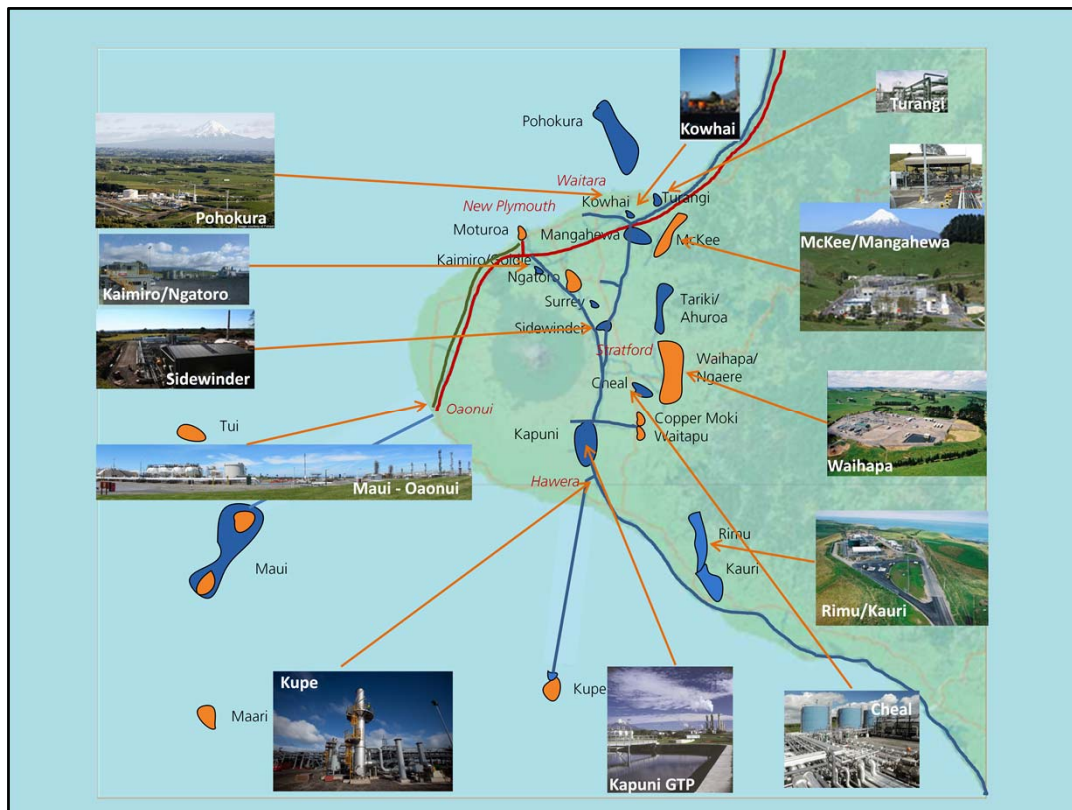 Pohokura
Kowhai
Turangi
Pohokura
Waitara
Kowhai
Turangi
New Plymouth
Moturoa
Mangahewa
McKee
McKee/Mangahewa
Kaimiro/Goldie
Ngatoro
Kaimiro/Ngatoro
Surrey
Tariki/
Ahuroa
Sidewinder
Sidewinder
Stratford
Waihapa/
Ngaere
Cheal
Oaonui
Tui
Copper Moki
Waitapu
Kapuni
Waihapa
Maui - Oaonui
Hawera
Rimu
Maui
Kauri
Rimu/Kauri
Kupe
Kupe
Maari
Cheal
Kapuni GTP